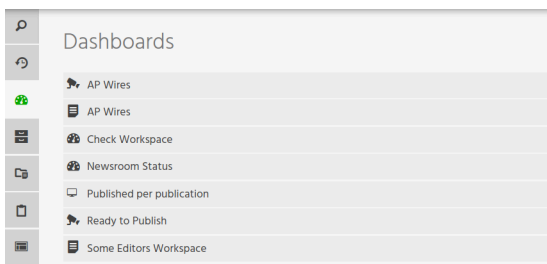 Dashboards
AP Wires
AP Wires
Check Workspace
Newsroom Status
Published per publication
Ready to Publish
Some Editors Workspace